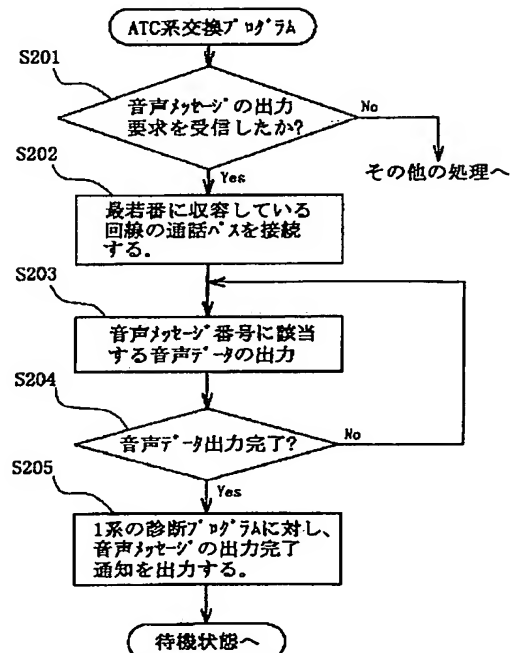 ATC系交換プログラム
S201
音声メッセージの出力
要求を受信したか?
No
その他の処理へ
Yes
S202
最若番に収容している
回線の通話パスを接続
する。
S203
音声メッセージ番号に該当
する音声データの出力
S204
音声データ出力完了?
No
Yes
S205
1系の診断プログラムに対し、
音声メッセージの出力完了
通知を出力する。
待機状態へ